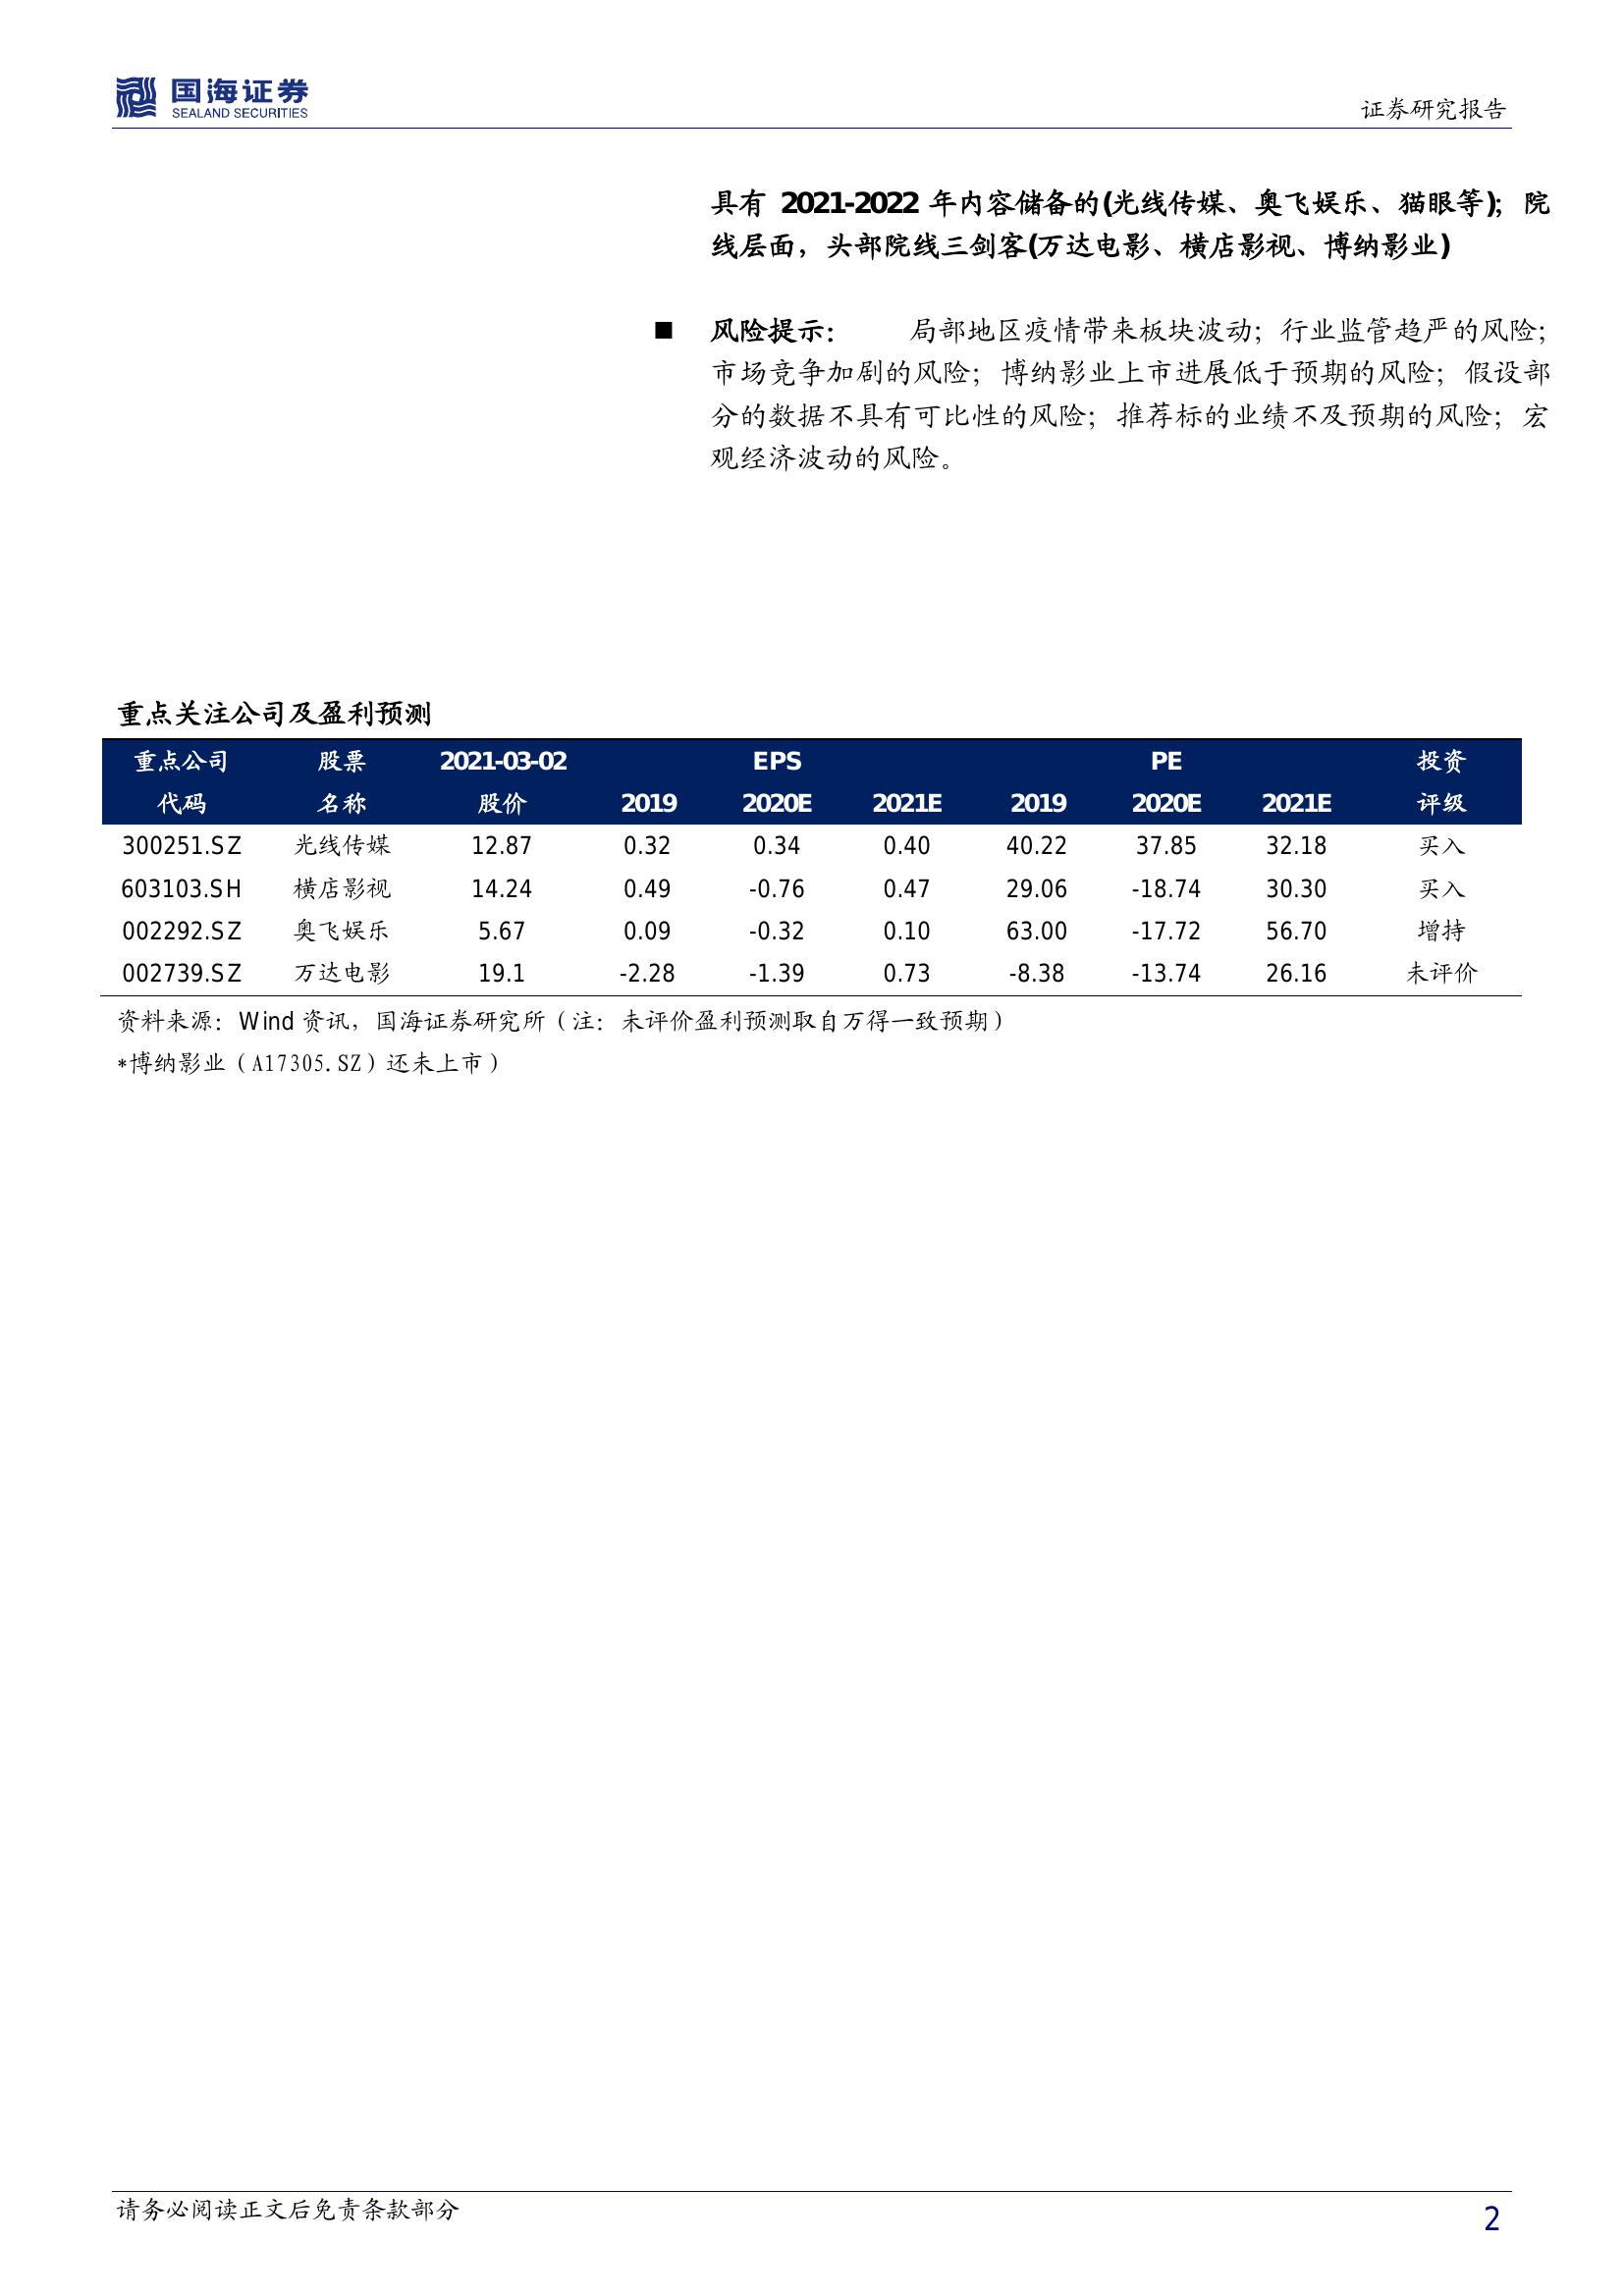 国海证券
SEALAND SECURITIES
证券研究报告
具有 2021-2022 年内容储备的(光线传媒、奥飞娱乐、猫眼等); 院
线层面，头部院线三剑客(万达电影、横店影视、博纳影业)
■ 风险提示： 局部地区疫情带来板块波动；行业监管趋严的风险；
市场竞争加剧的风险；博纳影业上市进展低于预期的风险；假设部
分的数据不具有可比性的风险；推荐标的业绩不及预期的风险；宏
观经济波动的风险。
重点关注公司及盈利预测
重点公司 股票 2021-03-02 EPS PE 投资
代码 名称 股价 2019 2020E 2021E 2019 2020E 2021E 评级
300251.SZ 光线传媒 12.87 0.32 0.34 0.40 40.22 37.85 32.18 买入
603103.SH 横店影视 14.24 0.49 -0.76 0.47 29.06 -18.74 30.30 买入
002292.SZ 奥飞娱乐 5.67 0.09 -0.32 0.10 63.00 -17.72 56.70 增持
002739.SZ 万达电影 19.1 -2.28 -1.39 0.73 -8.38 -13.74 26.16 未评价
资料来源：Wind 资讯，国海证券研究所（注：未评价盈利预测取自万得一致预期）
*博纳影业（A17305.SZ）还未上市）
请务必阅读正文后免责条款部分
2